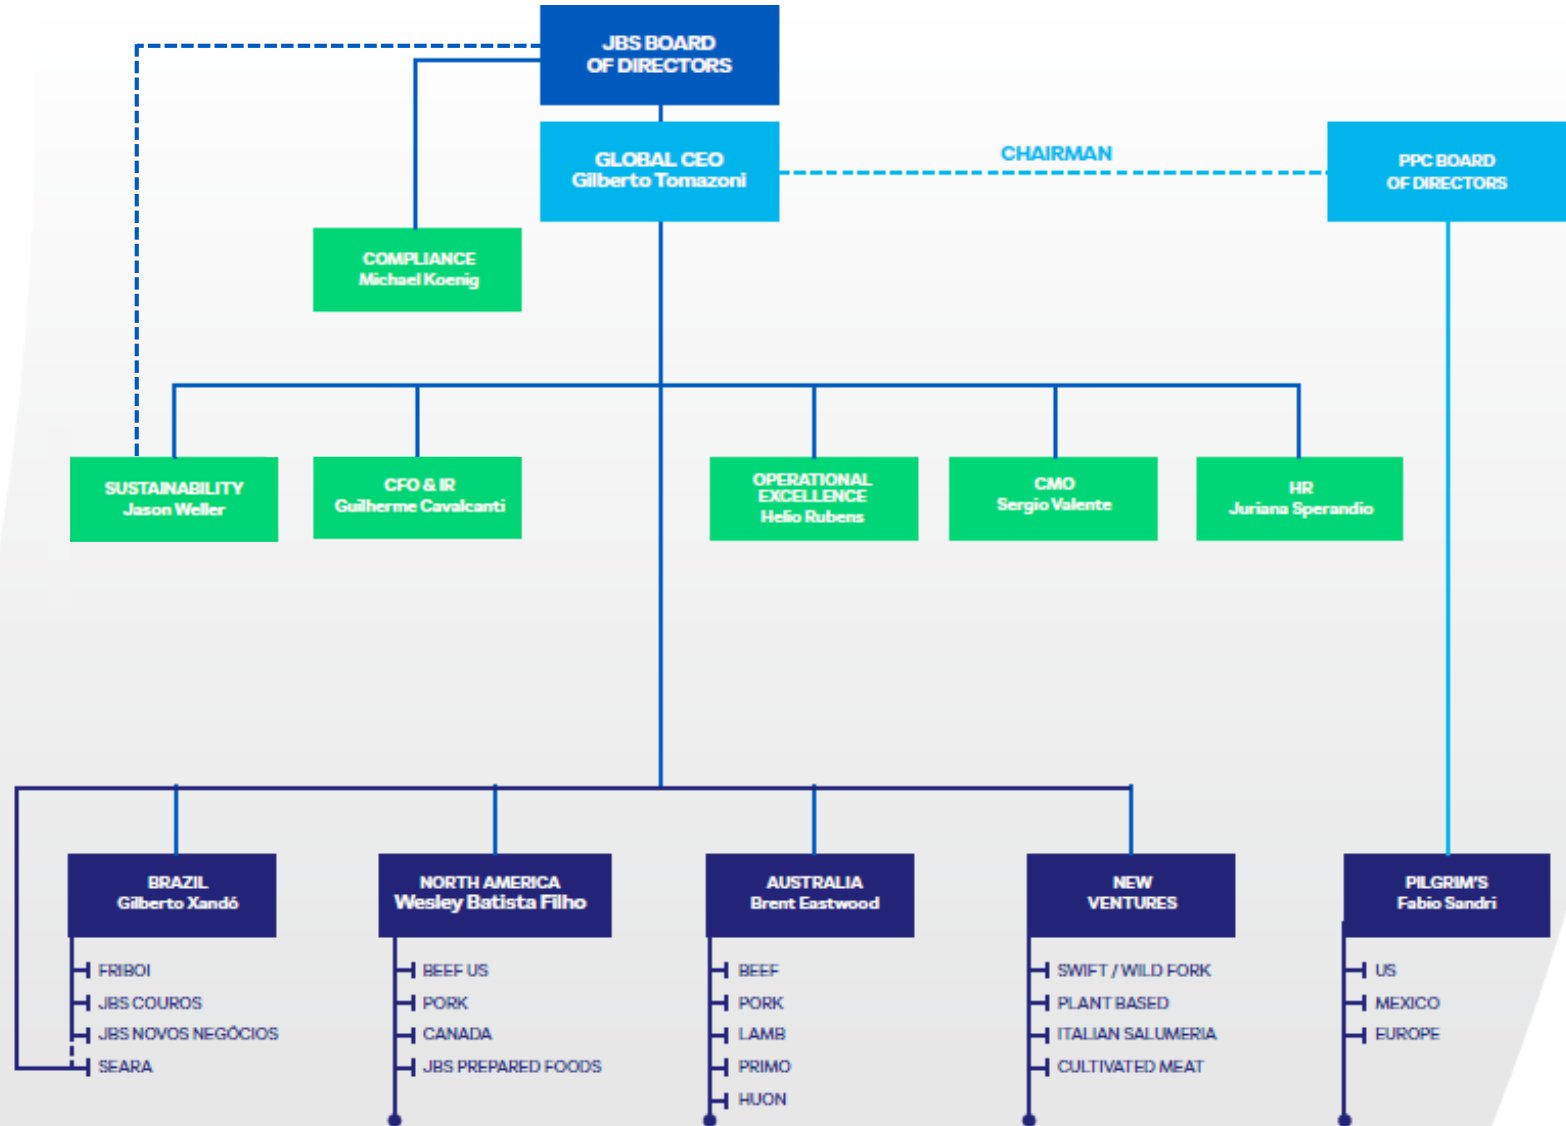 JBS BOARD
OF DIRECTORS
GLOBAL CEO
Gilberto Tomazoni
CHAIRMAN
PPC BOARD
OF DIRECTORS
COMPLIANCE
Michael Koenig
SUSTAINABILITY
Jason Weller
CFO & IR
Guilherme Cavalcanti
OPERATIONAL
EXCELLENCE
Helio Rubens
CMO
Sergio Valente
HR
Juriana Sperandio
BRAZIL
Gilberto Xandó
FRIBOI
JBS COUROS
JBS NOVOS NEGÓCIOS
SEARA
NORTH AMERICA
Wesley Batista Filho
BEEF US
PORK
CANADA
JBS PREPARED FOODS
AUSTRALIA
Brent Eastwood
BEEF
PORK
LAMB
PRIMO
HUON
NEW
VENTURES
SWIFT / WILD FORK
PLANT BASED
ITALIAN SALUMERIA
CULTIVATED MEAT
PILGRIM'S
Fabio Sandri
US
MEXICO
EUROPE